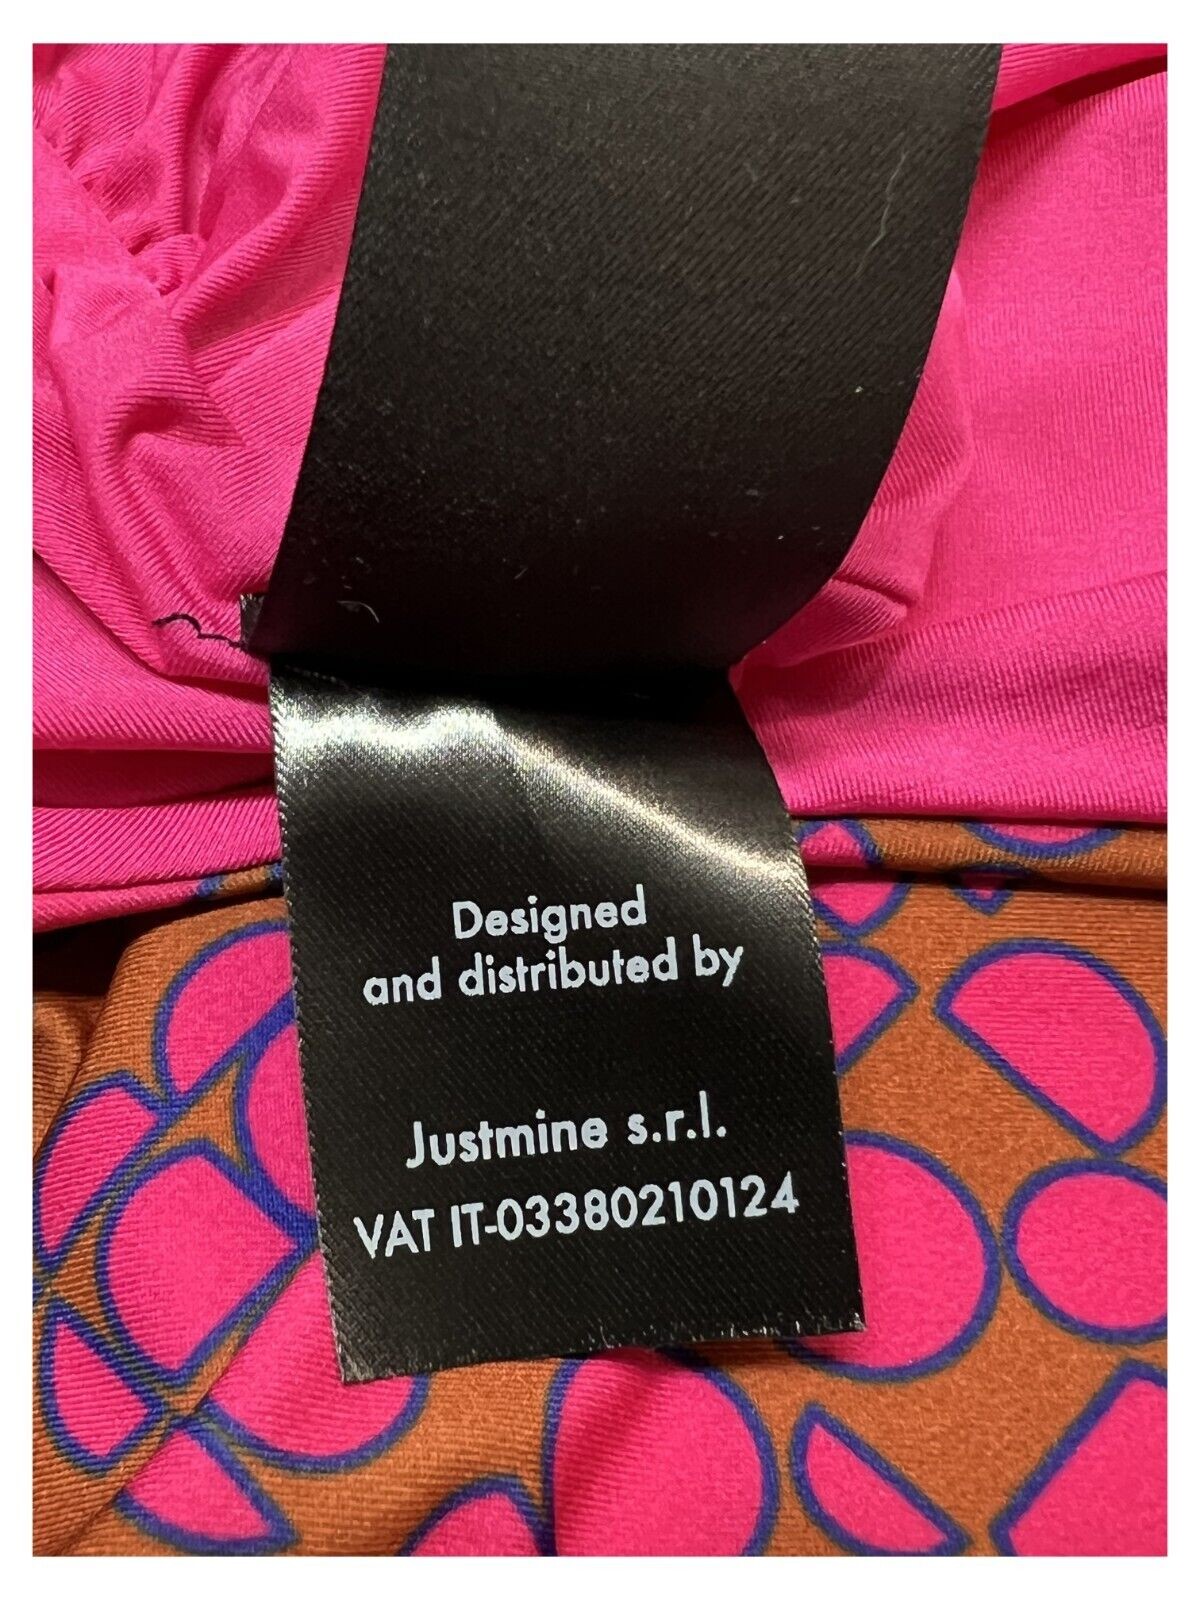 Designed
and distributed by
Justmine s.r.l.
VAT IT-03380210124